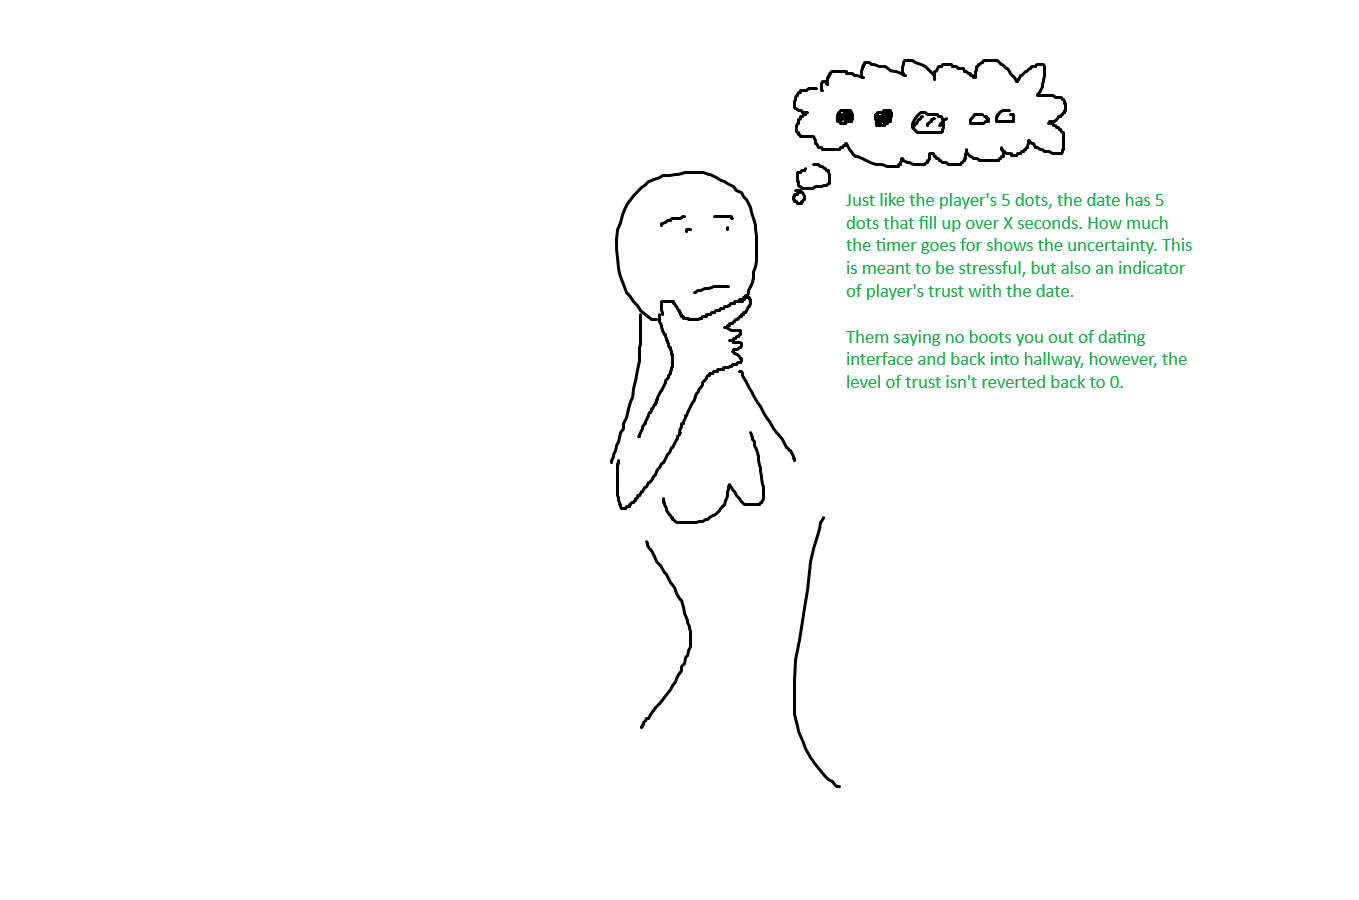 Just like the player's 5 dots, the date has 5
dots that fill up over X seconds. How much
the timer goes for shows the uncertainty. This
is meant to be stressful, but also an indicator
of player's trust with the date.
Them saying no boots you out of dating
interface and back into hallway, however, the
level of trust isn't reverted back to 0.